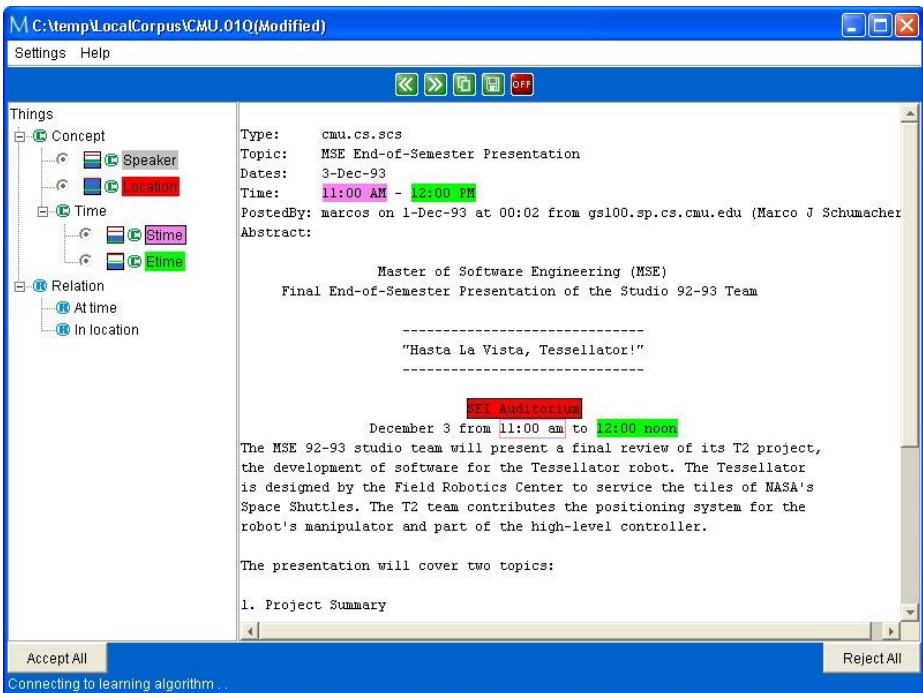 M C:\temp\LocalCorpus\CMU.01Q(Modified)
Settings Help
OFF
Things
Concept
Speaker
Location
Time
Stime
Etime
Relation
At time
In location
Type: cmu.cs.scs
Topic: MSE End-of-Semester Presentation
Dates: 3-Dec-93
Time: 11:00 AM - 12:00 PM
PostedBy: marcos on 1-Dec-93 at 00:02 from gs100.sp.cs.cmu.edu (Marco J Schumacher
Abstract:
Master of Software Engineering (MSE)
Final End-of-Semester Presentation of the Studio 92-93 Team
------------------------------
"Hasta La Vista, Tessellator!"
------------------------------
SEI Auditorium
December 3 from 11:00 am to 12:00 noon
The MSE 92-93 studio team will present a final review of its T2 project,
the development of software for the Tessellator robot. The Tessellator
is designed by the Field Robotics Center to service the tiles of NASA's
Space Shuttles. The T2 team contributes the positioning system for the
robot's manipulator and part of the high-level controller.
The presentation will cover two topics:
1. Project Summary
Accept All
Reject All
Connecting to learning algorithm . .